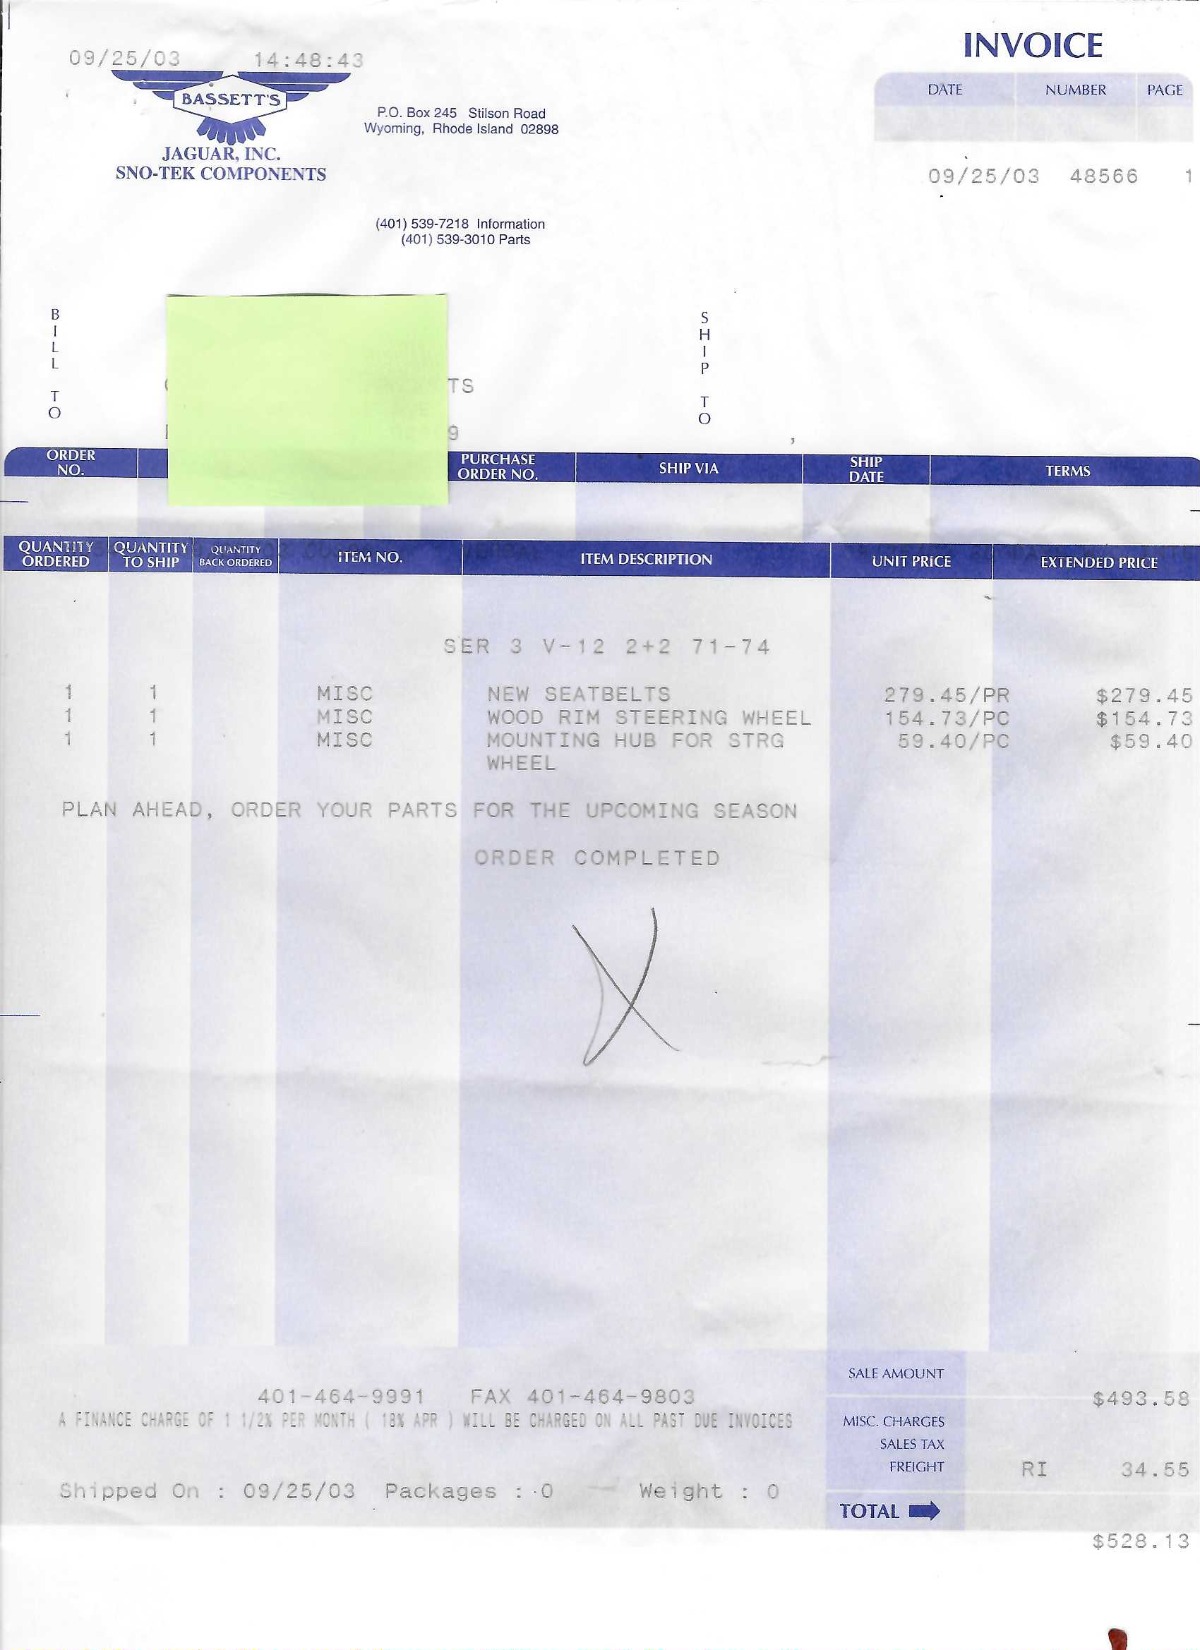 09/25/03 14:48:43
INVOICE
DATE NUMBER PAGE
09/25/03 48566 1
BASSETT'S
JAGUAR, INC.
SNO-TEK COMPONENTS
P.O. Box 245 Stilson Road
Wyoming, Rhode Island 02898
(401) 539-7218 Information
(401) 539-3010 Parts
BILL TO
SHIP TO
TS
9
,
ORDER NO. PURCHASE ORDER NO. SHIP VIA SHIP DATE TERMS
QUANTITY ORDERED QUANTITY TO SHIP QUANTITY BACK ORDERED ITEM NO. ITEM DESCRIPTION UNIT PRICE EXTENDED PRICE
SER 3 V-12 2+2 71-74
1 1 MISC NEW SEATBELTS 279.45/PR $279.45
1 1 MISC WOOD RIM STEERING WHEEL 154.73/PC $154.73
1 1 MISC MOUNTING HUB FOR STRG 59.40/PC $59.40
WHEEL
PLAN AHEAD, ORDER YOUR PARTS FOR THE UPCOMING SEASON
ORDER COMPLETED
X
SALE AMOUNT
401-464-9991 FAX 401-464-9803 $493.58
A FINANCE CHARGE OF 1 1/2% PER MONTH ( 18% APR ) WILL BE CHARGED ON ALL PAST DUE INVOICES
MISC. CHARGES
SALES TAX
FREIGHT RI 34.55
Shipped On : 09/25/03 Packages : 0 Weight : 0
TOTAL
$528.13